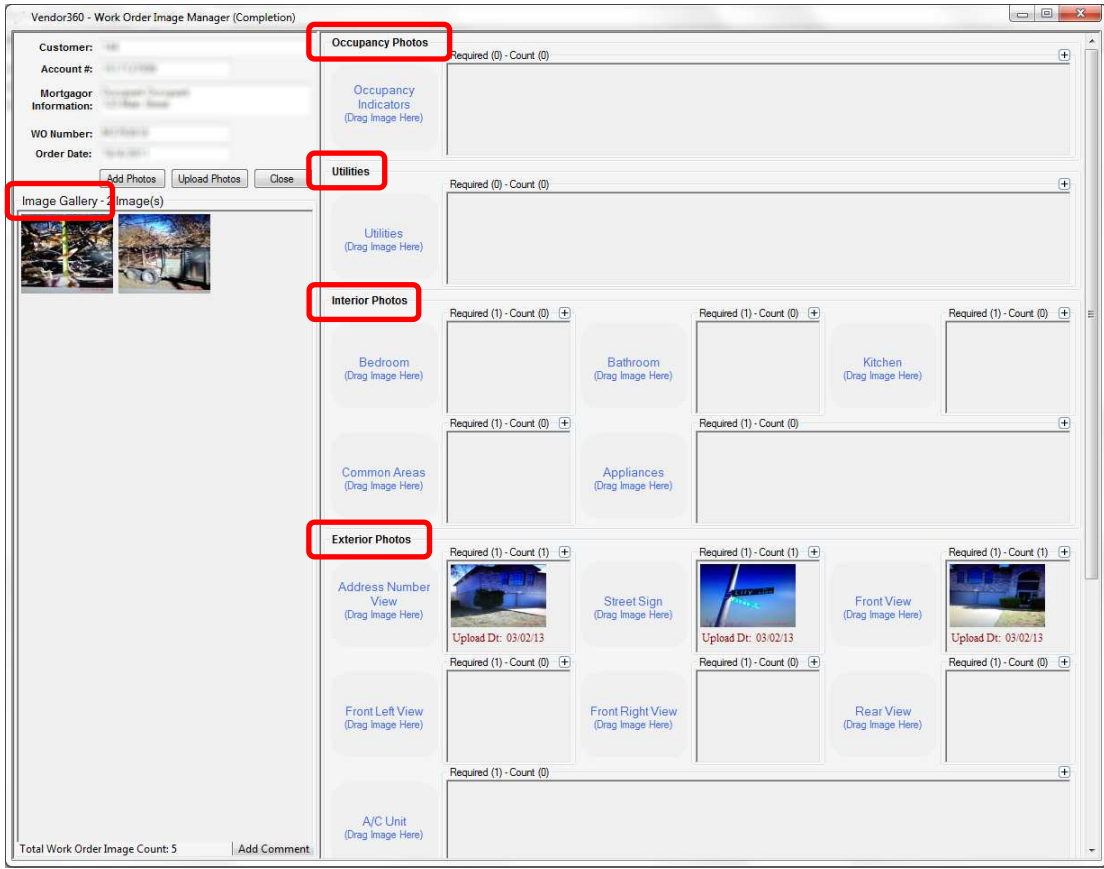 Vendor360 - Work Order Image Manager (Completion)
Customer:
Account #:
Mortgagor
Information:
WO Number:
Order Date:
Add Photos
Upload Photos
Close
Image Gallery - 2 Image(s)
Total Work Order Image Count: 5
Add Comment
Occupancy Photos
Required (0) - Count (0)
Occupancy
Indicators
(Drag Image Here)
Utilities
Required (0) - Count (0)
Utilities
(Drag Image Here)
Interior Photos
Required (1) - Count (0)
Bedroom
(Drag Image Here)
Required (1) - Count (0)
Bathroom
(Drag Image Here)
Required (1) - Count (0)
Kitchen
(Drag Image Here)
Required (1) - Count (0)
Common Areas
(Drag Image Here)
Required (1) - Count (0)
Appliances
(Drag Image Here)
Exterior Photos
Required (1) - Count (1)
Address Number
View
(Drag Image Here)
Upload Dt: 03/02/13
Required (1) - Count (1)
Street Sign
(Drag Image Here)
Upload Dt: 03/02/13
Required (1) - Count (1)
Front View
(Drag Image Here)
Upload Dt: 03/02/13
Required (1) - Count (0)
Front Left View
(Drag Image Here)
Required (1) - Count (0)
Front Right View
(Drag Image Here)
Required (1) - Count (0)
Rear View
(Drag Image Here)
Required (1) - Count (0)
A/C Unit
(Drag Image Here)